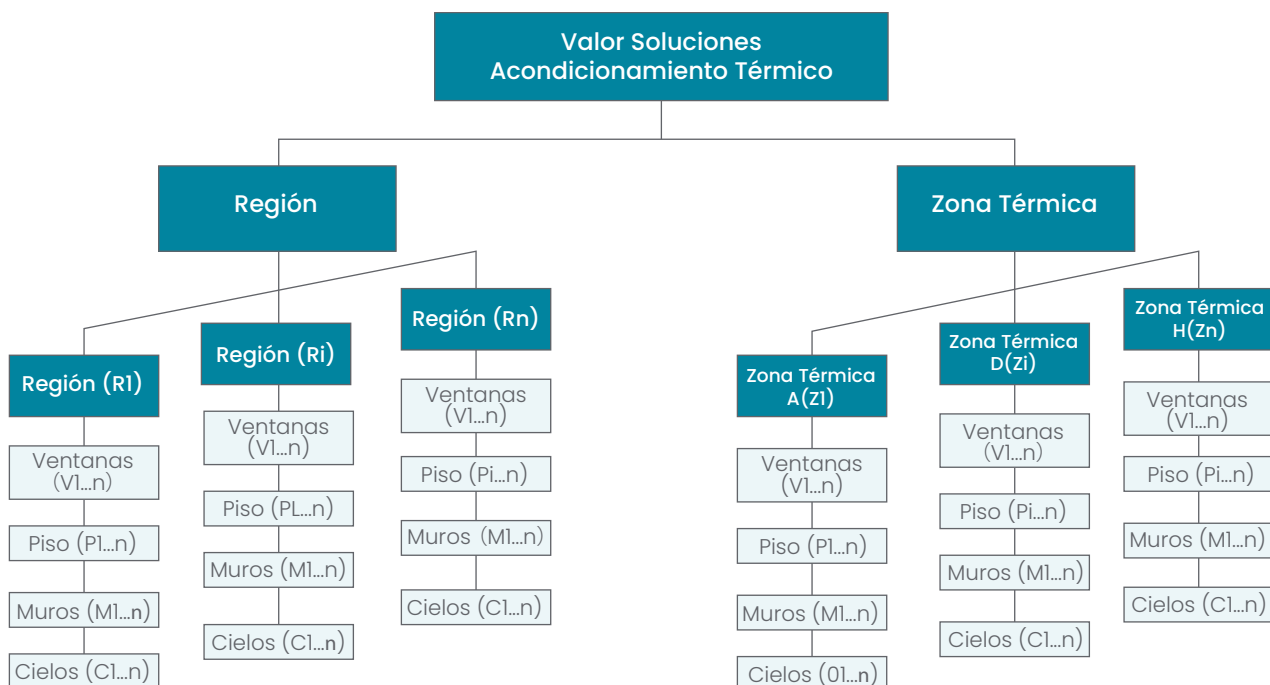 Valor Soluciones
Acondicionamiento Térmico
Región
Zona Térmica
Región (R1)
Ventanas
(V1...n)
Piso (P1...n)
Muros (M1...n)
Cielos (C1...n)
Región (Ri)
Ventanas
(V1...n)
Piso (PL...n)
Muros (M1...n)
Cielos (C1...n)
Región (Rn)
Ventanas
(V1...n)
Piso (Pi...n)
Muros (M1...n)
Cielos (C1...n)
Zona Térmica
A(Z1)
Ventanas
(V1...n)
Piso (P1...n)
Muros (M1...n)
Cielos (01...n)
Zona Térmica
D(Zi)
Ventanas
(V1...n)
Piso (Pi...n)
Muros (M1...n)
Cielos (C1...n)
Zona Térmica
H(Zn)
Ventanas
(V1...n)
Piso (Pi...n)
Muros (M1...n)
Cielos (C1...n)